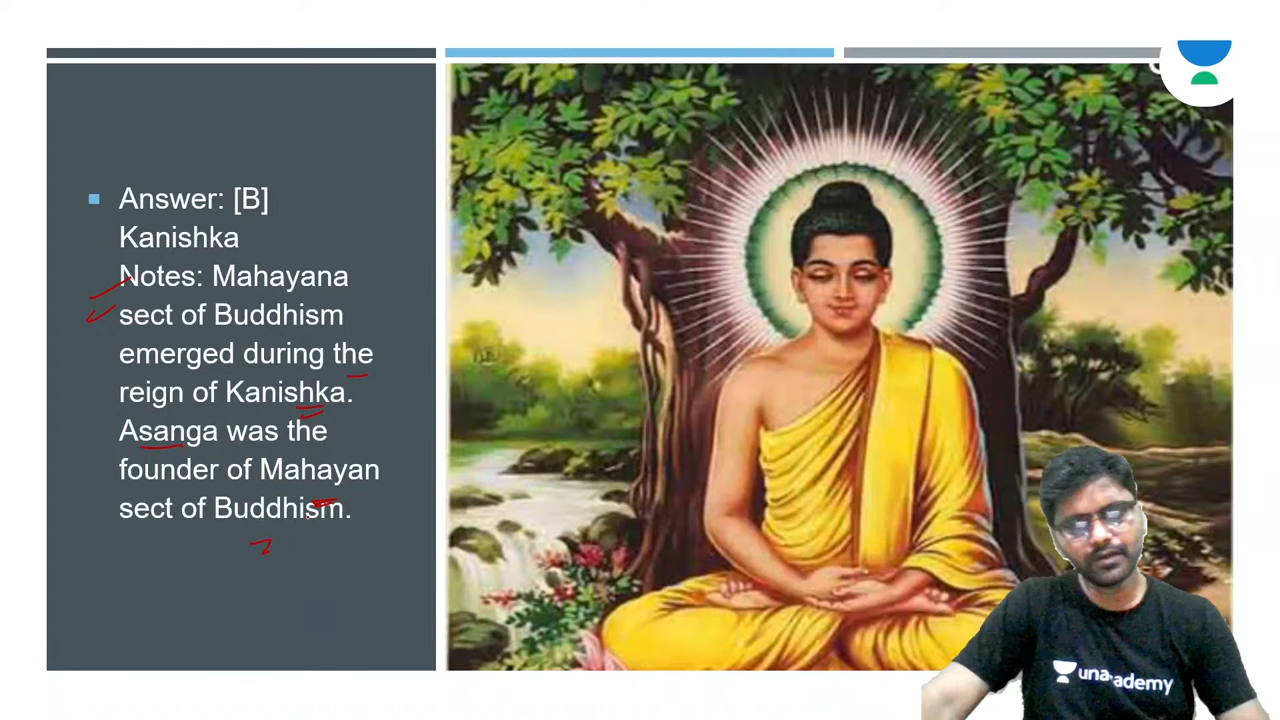 Answer: [B]
Kanishka
Notes: Mahayana
sect of Buddhism
emerged during the
reign of Kanishka.
Asanga was the
founder of Mahayan
sect of Buddhism.
unacademy